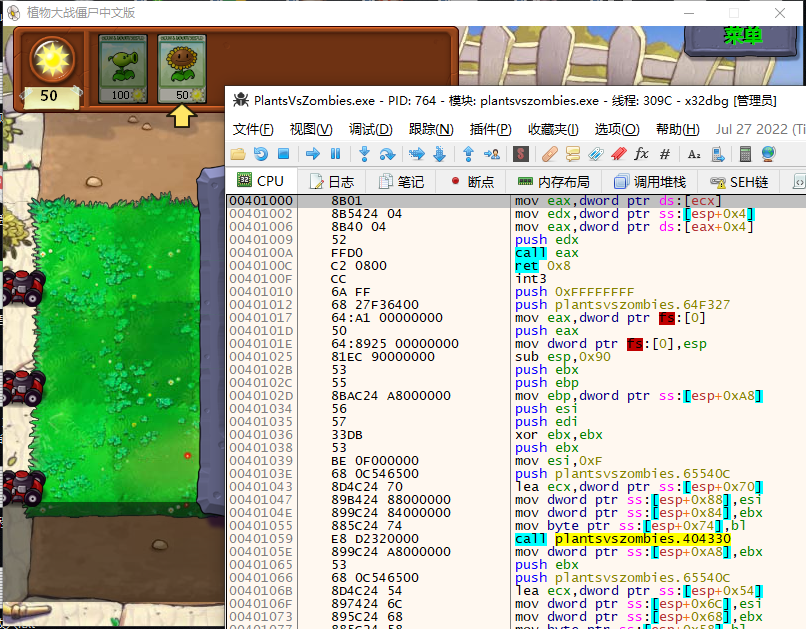 植物大战僵尸中文版
菜单
50
100
50
PlantsVsZombies.exe - PID: 764 - 模块: plantsvszombies.exe - 线程: 309C - x32dbg [管理员]
文件(F) 视图(V) 调试(D) 跟踪(N) 插件(P) 收藏夹(I) 选项(O) 帮助(H) Jul 27 2022 (Ti
CPU 日志 笔记 断点 内存布局 调用堆栈 SEH链
00401000 8B01 mov eax,dword ptr ds:[ecx]
00401002 8B5424 04 mov edx,dword ptr ss:[esp+0x4]
00401006 8B40 04 mov eax,dword ptr ds:[eax+0x4]
00401009 52 push edx
0040100A FFD0 call eax
0040100C C2 0800 ret 0x8
0040100F CC int3
00401010 6A FF push 0xFFFFFFFF
00401012 68 27F36400 push plantsvszombies.64F327
00401017 64:A1 00000000 mov eax,dword ptr fs:[0]
0040101D 50 push eax
0040101E 64:8925 00000000 mov dword ptr fs:[0],esp
00401025 81EC 90000000 sub esp,0x90
0040102B 53 push ebx
0040102C 55 push ebp
0040102D 8BAC24 A8000000 mov ebp,dword ptr ss:[esp+0xA8]
00401034 56 push esi
00401035 57 push edi
00401036 33DB xor ebx,ebx
00401038 53 push ebx
00401039 BE 0F000000 mov esi,0xF
0040103E 68 0C546500 push plantsvszombies.65540C
00401043 8D4C24 70 lea ecx,dword ptr ss:[esp+0x70]
00401047 89B424 88000000 mov dword ptr ss:[esp+0x88],esi
0040104E 899C24 84000000 mov dword ptr ss:[esp+0x84],ebx
00401055 885C24 74 mov byte ptr ss:[esp+0x74],bl
00401059 E8 D2320000 call plantsvszombies.404330
0040105E 899C24 A8000000 mov dword ptr ss:[esp+0xA8],ebx
00401065 53 push ebx
00401066 68 0C546500 push plantsvszombies.65540C
0040106B 8D4C24 54 lea ecx,dword ptr ss:[esp+0x54]
0040106F 897424 6C mov dword ptr ss:[esp+0x6C],esi
00401073 895C24 68 mov dword ptr ss:[esp+0x68],ebx
00401077 885C24 58 mov byte ptr ss:[esp+0x58],bl